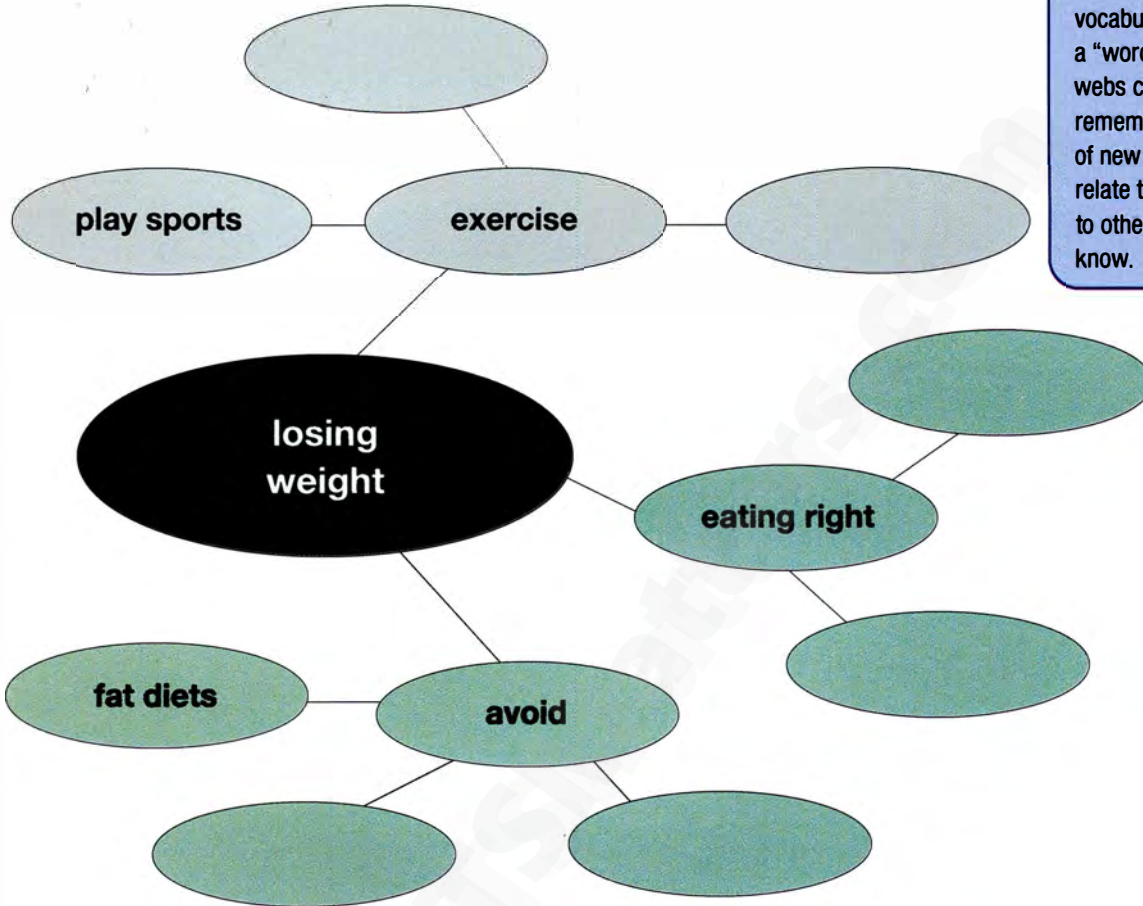 vocabu
a “word
webs c
remem
of new
relate t
to othe
know.
play sports
exercise
losing
weight
eating right
fat diets
avoid